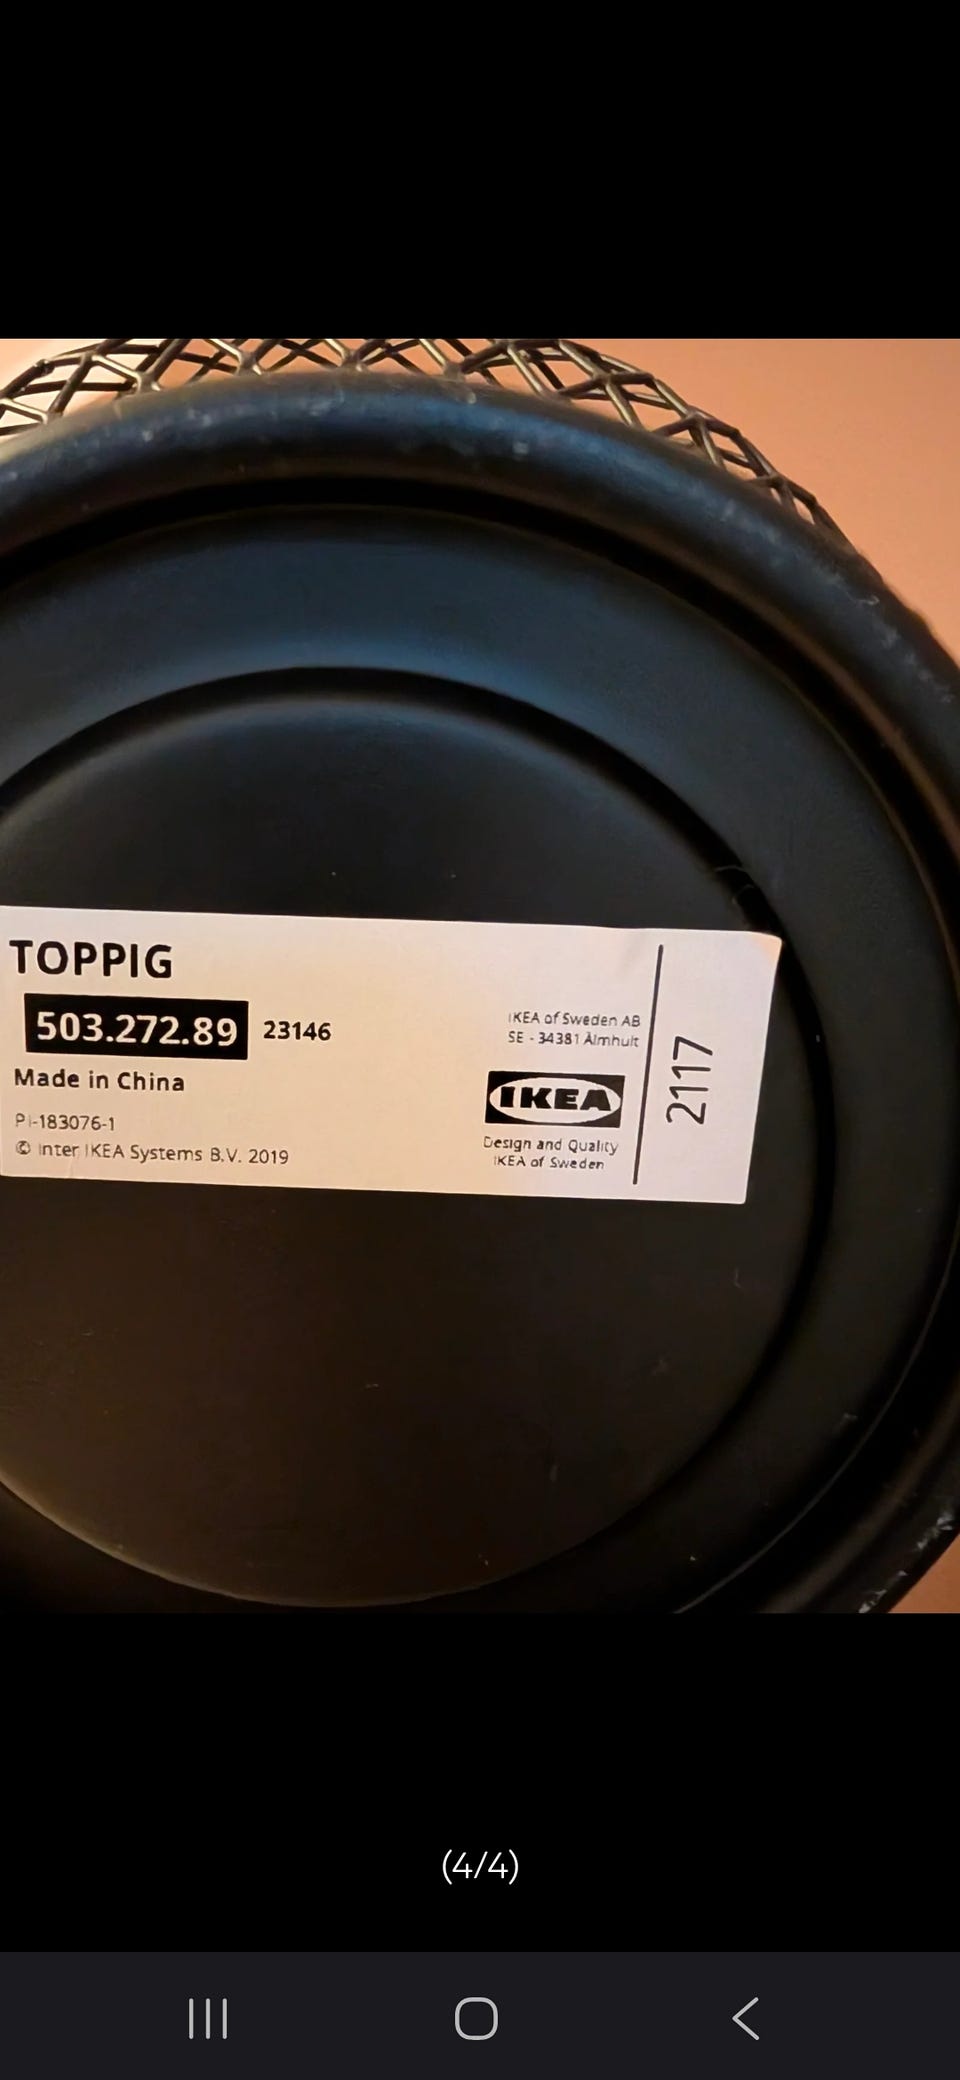 TOPPIG
503.272.89 23146
Made in China
PI-183076-1
© Inter IKEA Systems B.V. 2019
IKEA of Sweden AB
SE - 34381 Älmhult
IKEA
Design and Quality
IKEA of Sweden
2117
(4/4)